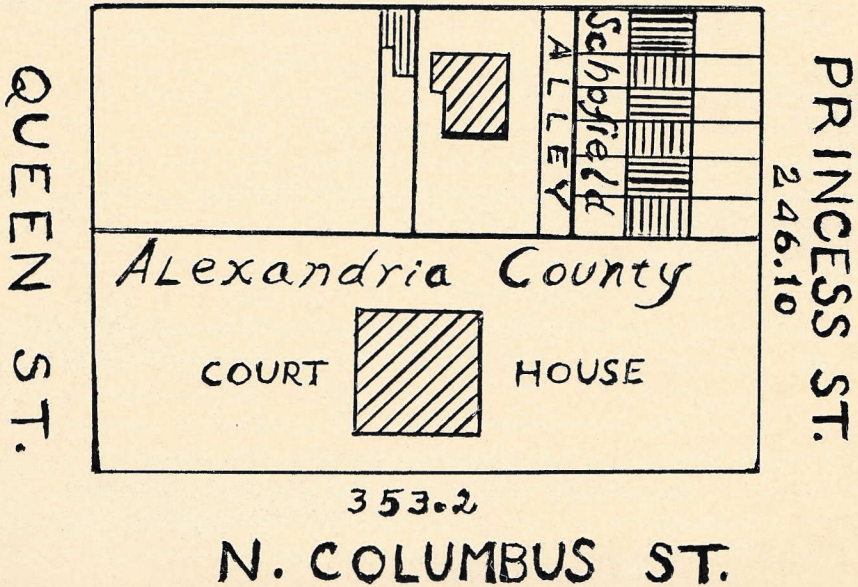 QUEEN ST.
ALLEY
Schofield
PRINCESS ST.
246.10
Alexandria County
COURT HOUSE
353.2
N. COLUMBUS ST.